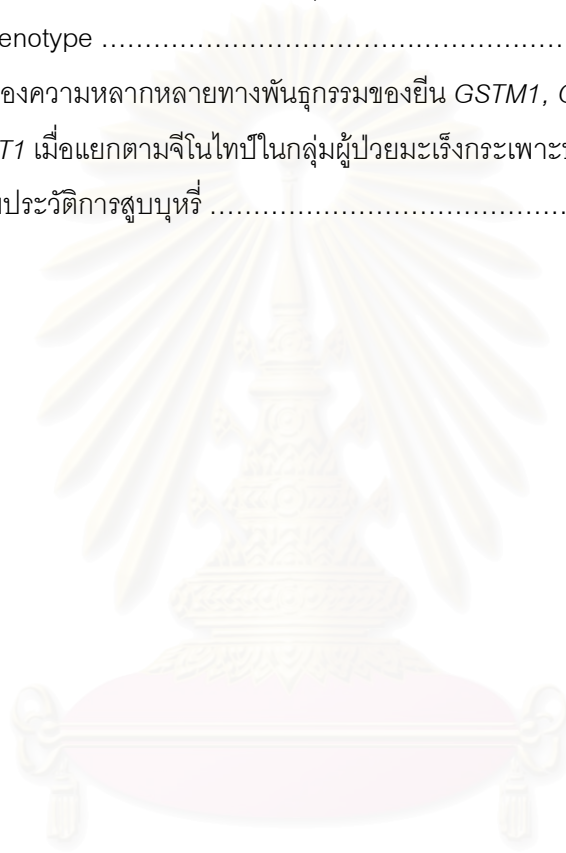 enotype ………………………………………………
องความหลากหลายทางพันธุกรรมของยีน GSTM1,
T1 เมื่อแยกตามจีโนไทป์ในกลุ่มผู้ป่วยมะเร็งกระเพาะ
ประวัติการสูบบุหรี่ ……………………………………